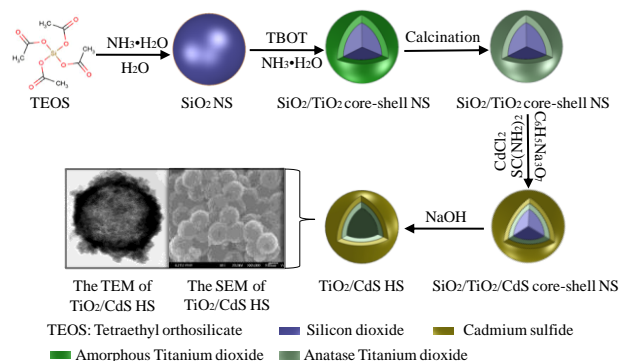 NH₃•H₂O
H₂O
TEOS
SiO₂ NS
TBOT
NH₃•H₂O
SiO₂/TiO₂ core-shell NS
Calcination
SiO₂/TiO₂ core-shell NS
CdCl₂
SC(NH₂)₂
C₆H₅Na₃O₇
NaOH
The TEM of
TiO₂/CdS HS
The SEM of
TiO₂/CdS HS
TiO₂/CdS HS
SiO₂/TiO₂/CdS core-shell NS
TEOS: Tetraethyl orthosilicate
Silicon dioxide
Cadmium sulfide
Amorphous Titanium dioxide
Anatase Titanium dioxide